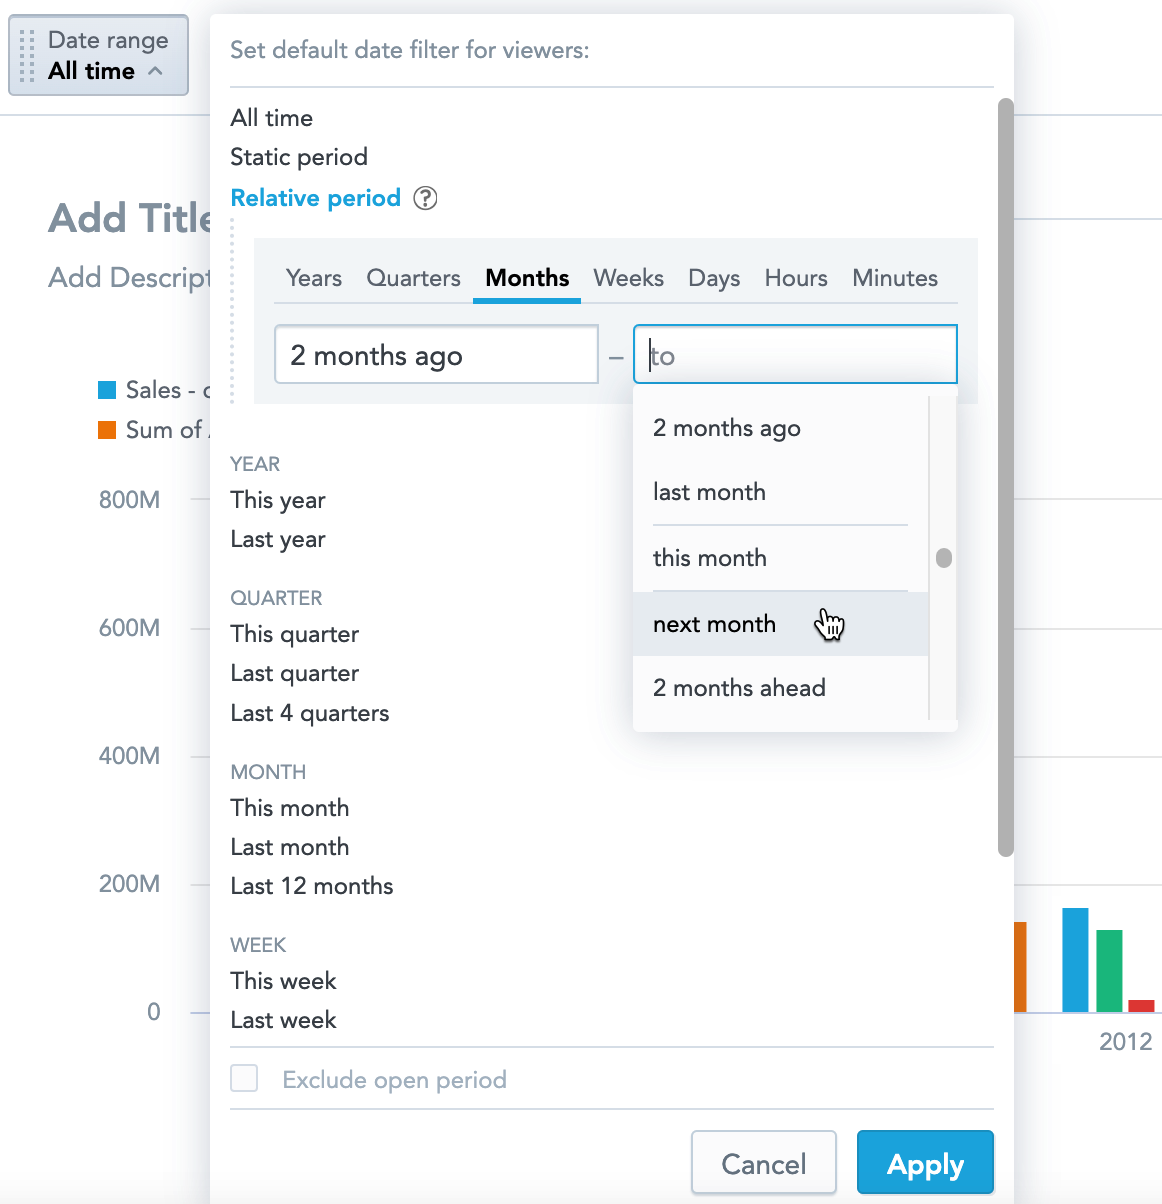 Date range
All time
Set default date filter for viewers:
All time
Static period
Relative period ?
Add Title
Add Descript
Years Quarters Months Weeks Days Hours Minutes
2 months ago – to
2 months ago
last month
this month
next month
2 months ahead
Sales -
Sum of
800M
600M
400M
200M
0
YEAR
This year
Last year
QUARTER
This quarter
Last quarter
Last 4 quarters
MONTH
This month
Last month
Last 12 months
WEEK
This week
Last week
2012
Exclude open period
Cancel Apply